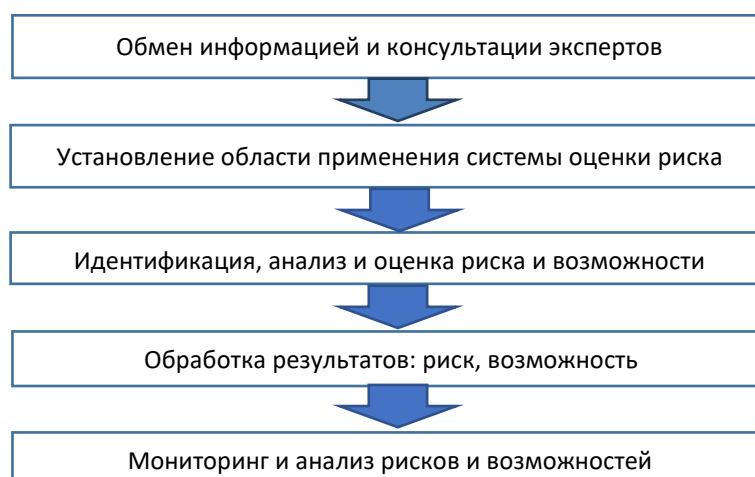 Обмен информацией и консультации экспертов
Установление области применения системы оценки риска
Идентификация, анализ и оценка риска и возможности
Обработка результатов: риск, возможность
Мониторинг и анализ рисков и возможностей